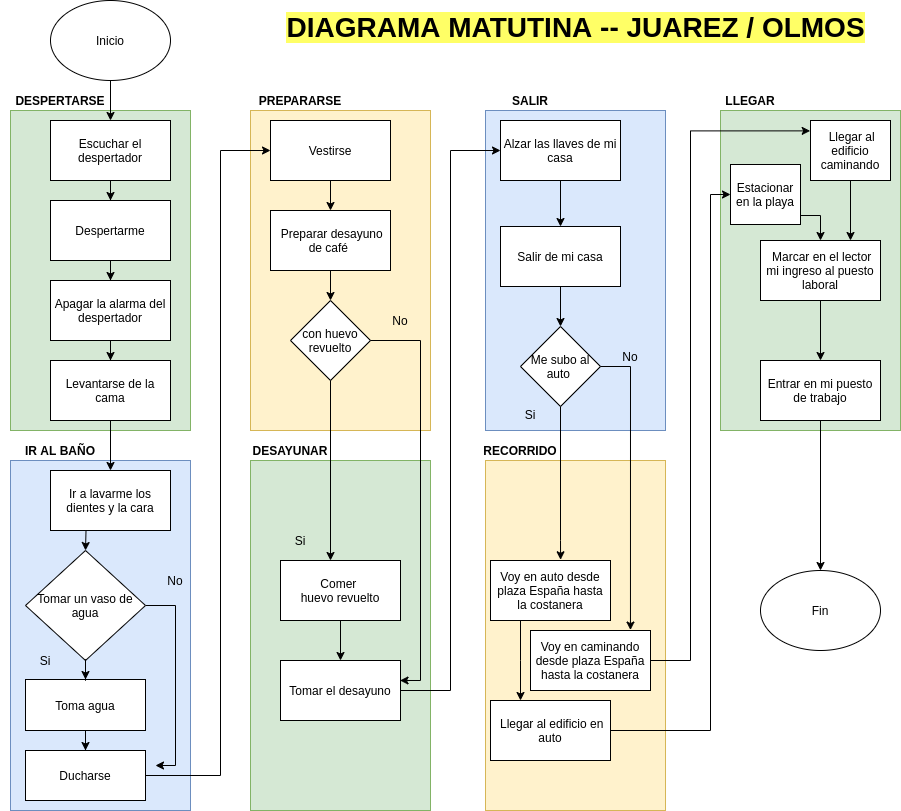 DIAGRAMA MATUTINA -- JUAREZ / OLMOS
Inicio
DESPERTARSE
Escuchar el
despertador
Despertarme
Apagar la alarma del
despertador
Levantarse de la
cama
IR AL BAÑO
Ir a lavarme los
dientes y la cara
Tomar un vaso de
agua
No
Si
Toma agua
Ducharse
PREPARARSE
Vestirse
Preparar desayuno
de café
con huevo
revuelto
No
DESAYUNAR
Si
Comer
huevo revuelto
Tomar el desayuno
SALIR
Alzar las llaves de mi
casa
Salir de mi casa
Me subo al
auto
No
Si
RECORRIDO
Voy en auto desde
plaza España hasta
la costanera
Voy en caminando
desde plaza España
hasta la costanera
Llegar al edificio en
auto
LLEGAR
Llegar al
edificio
caminando
Estacionar
en la playa
Marcar en el lector
mi ingreso al puesto
laboral
Entrar en mi puesto
de trabajo
Fin